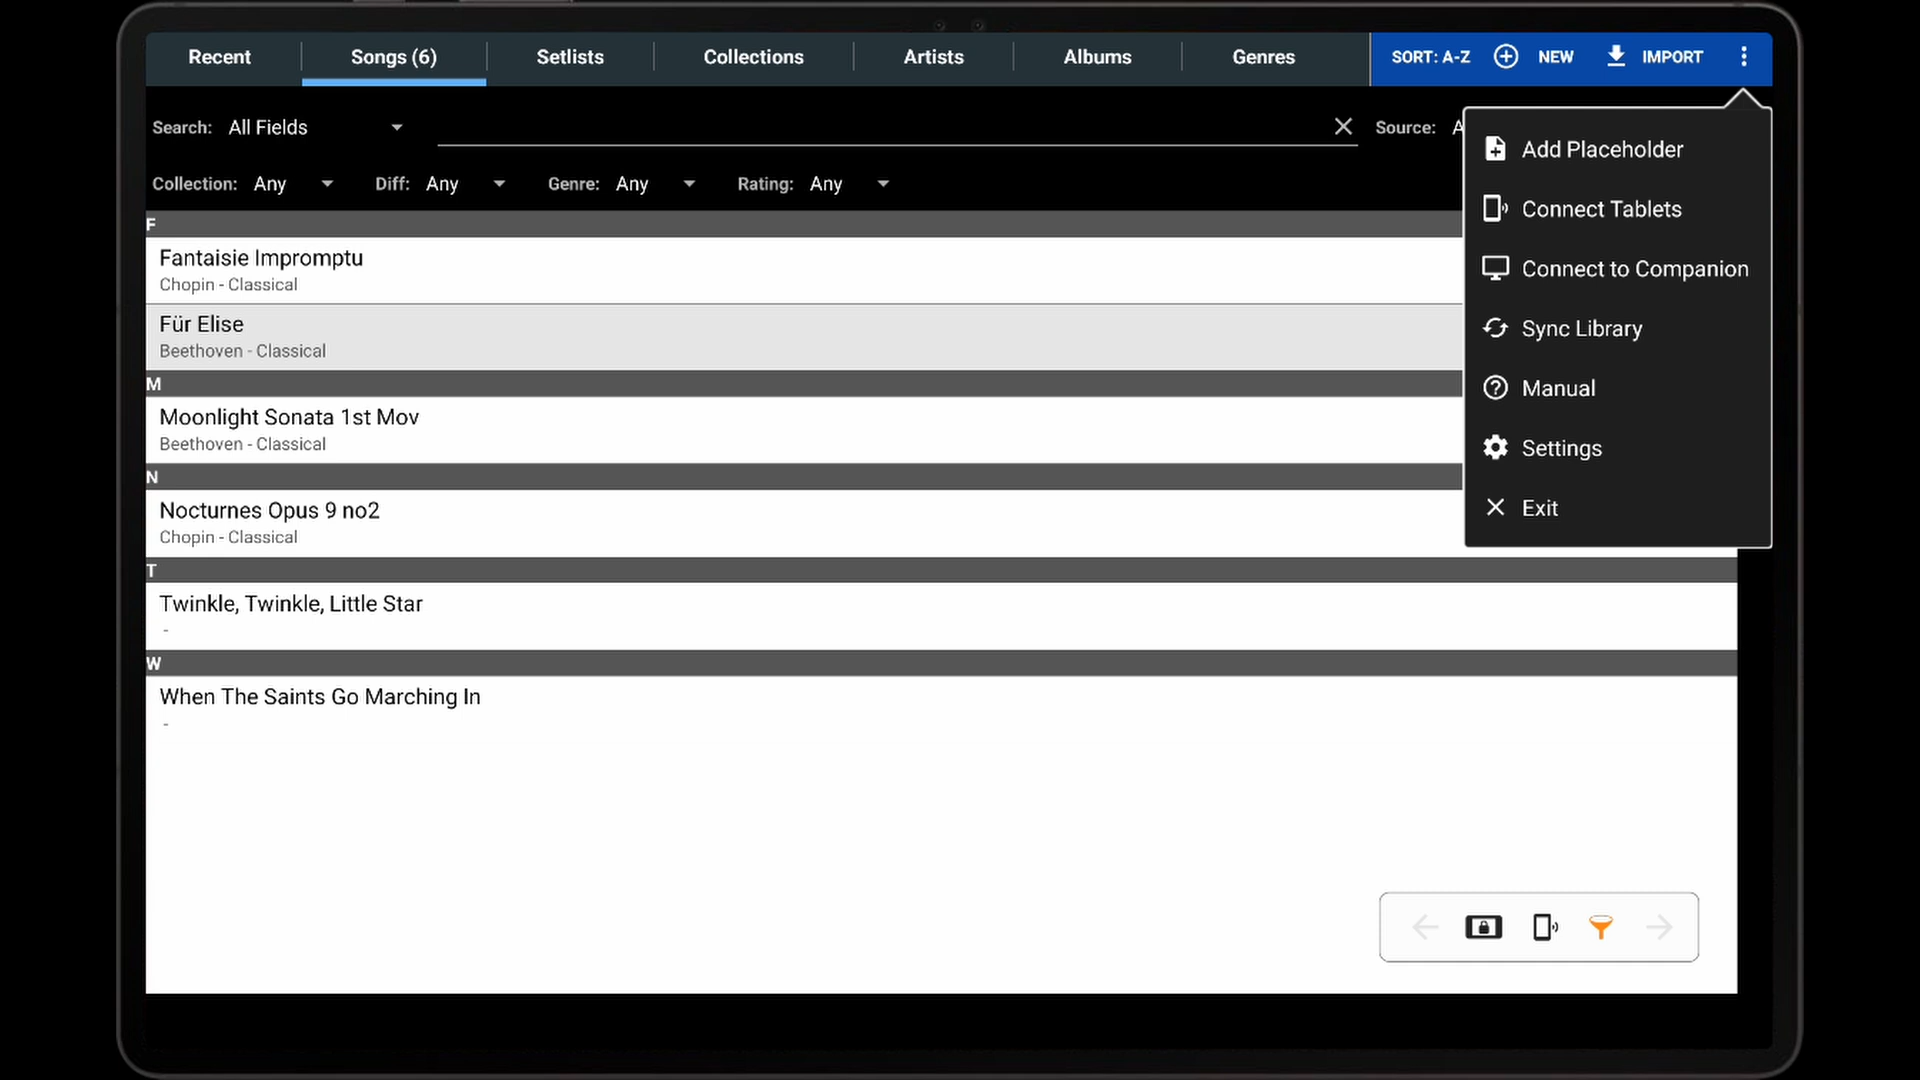 Recent Songs (6) Setlists Collections Artists Albums Genres SORT: A-Z NEW IMPORT
Search: All Fields Source: A
Collection: Any Diff: Any Genre: Any Rating: Any
Add Placeholder
Connect Tablets
Connect to Companion
Sync Library
Manual
Settings
Exit
F
Fantaisie Impromptu
Chopin - Classical
Für Elise
Beethoven - Classical
M
Moonlight Sonata 1st Mov
Beethoven - Classical
N
Nocturnes Opus 9 no2
Chopin - Classical
T
Twinkle, Twinkle, Little Star
-
W
When The Saints Go Marching In
-